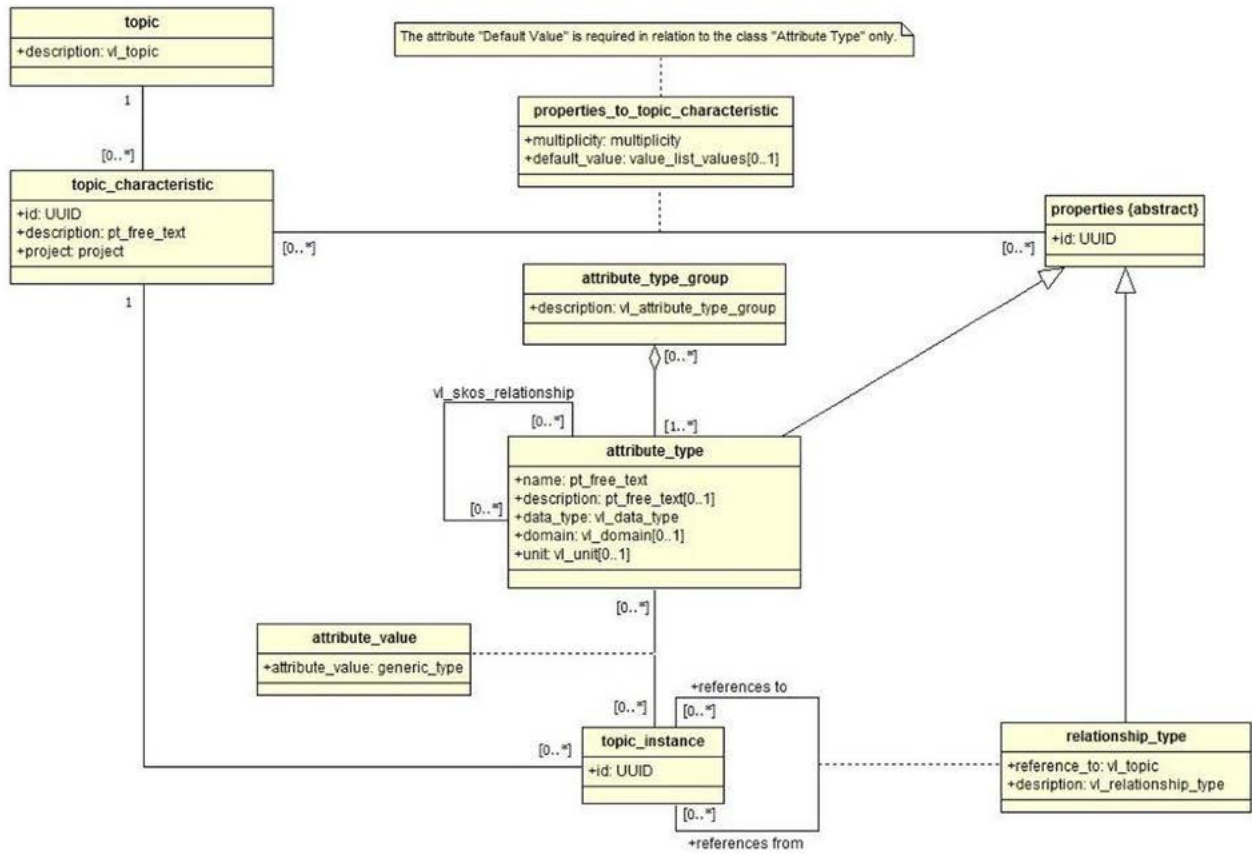 topic
+description: vl_topic
The attribute "Default Value" is required in relation to the class "Attribute Type" only.
1
[0..*]
properties_to_topic_characteristic
+multiplicity: multiplicity
+default_value: value_list_values[0..1]
topic_characteristic
+id: UUID
+description: pt_free_text
+project: project
[0..*]
[0..*]
properties {abstract}
+id: UUID
1
attribute_type_group
+description: vl_attribute_type_group
[0..*]
vl_skos_relationship
[0..*]
[1..*]
[0..*]
attribute_type
+name: pt_free_text
+description: pt_free_text[0..1]
+data_type: vl_data_type
+domain: vl_domain[0..1]
+unit: vl_unit[0..1]
[0..*]
attribute_value
+attribute_value: generic_type
[0..*]
+references to
[0..*]
[0..*]
topic_instance
+id: UUID
[0..*]
+references from
relationship_type
+reference_to: vl_topic
+desription: vl_relationship_type